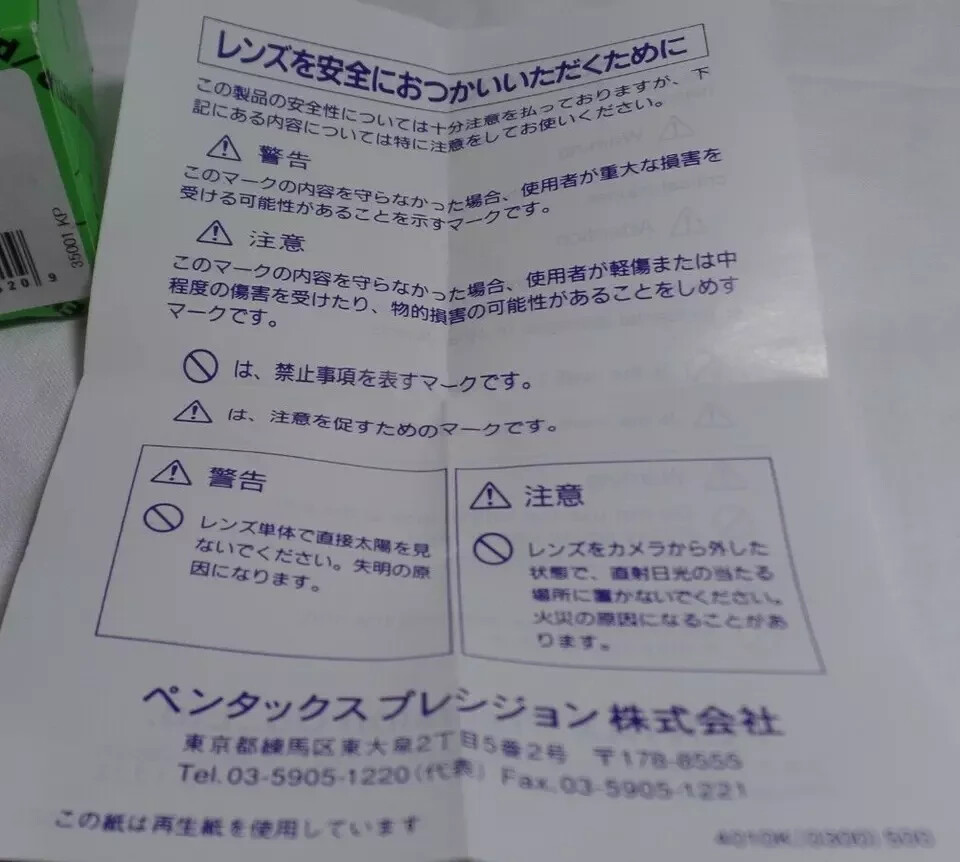 レンズを安全におつかいいただくために
この製品の安全性については十分注意を払っておりますが、下
記にある内容については特に注意をしてお使いください。
警告
このマークの内容を守らなかった場合、使用者が重大な損害を
受ける可能性があることを示すマークです。
注意
このマークの内容を守らなかった場合、使用者が軽傷または中
程度の傷害を受けたり、物的損害の可能性があることをしめす
マークです。
は、禁止事項を表すマークです。
は、注意を促すためのマークです。
警告
レンズ単体で直接太陽を見
ないでください。失明の原
因になります。
注意
レンズをカメラから外した
状態で、直射日光の当たる
場所に置かないでください。
火災の原因になることがあ
ります。
ペンタックス プレシジョン 株式会社
東京都練馬区東大泉2丁目5番2号 〒178-8555
Tel. 03-5905-1220(代表) Fax. 03-5905-1221
この紙は再生紙を使用しています
35001 KP